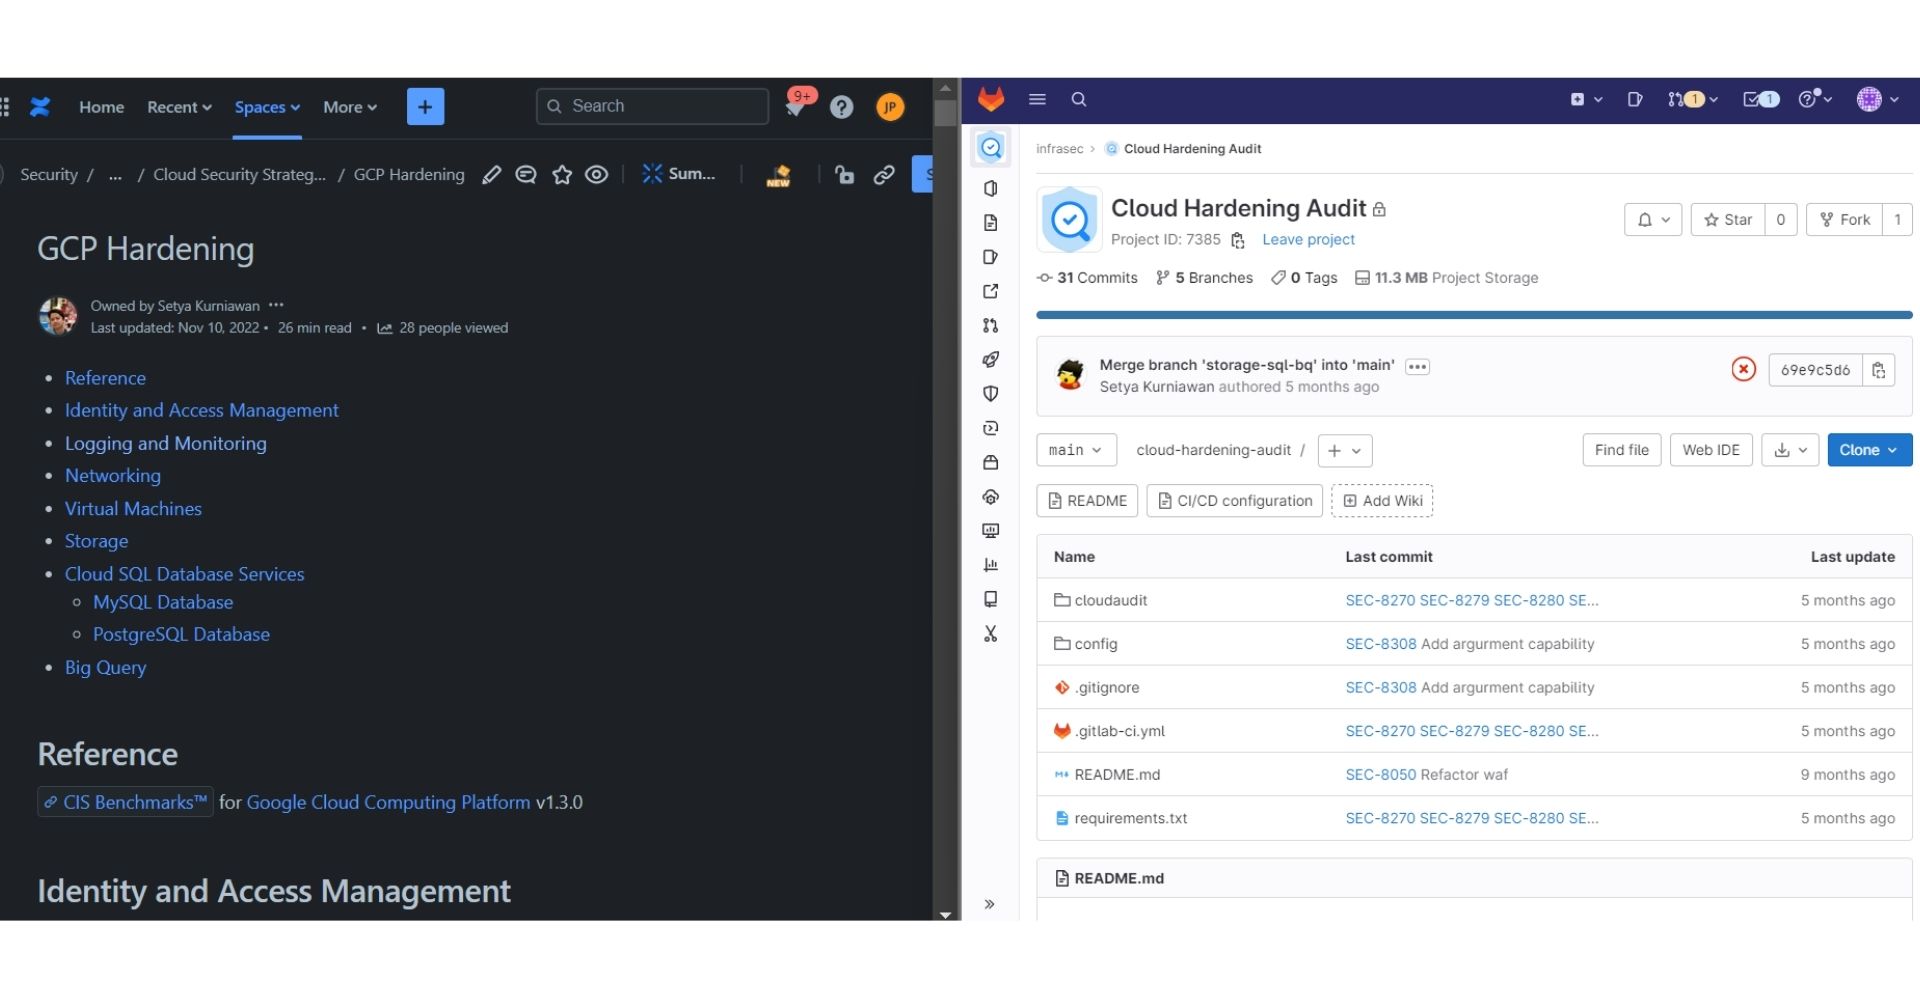 Home Recent Spaces More + Search 9+ ? JP
Security / ... / Cloud Security Strateg... / GCP Hardening Sum... NEW
GCP Hardening
Owned by Setya Kurniawan ...
Last updated: Nov 10, 2022 • 26 min read • 28 people viewed
• Reference
• Identity and Access Management
• Logging and Monitoring
• Networking
• Virtual Machines
• Storage
• Cloud SQL Database Services
◦ MySQL Database
◦ PostgreSQL Database
• Big Query
Reference
CIS Benchmarks™ for Google Cloud Computing Platform v1.3.0
Identity and Access Management
1 1
infrasec > Cloud Hardening Audit
Cloud Hardening Audit
Project ID: 7385 Leave project
Star 0 Fork 1
31 Commits 5 Branches 0 Tags 11.3 MB Project Storage
Merge branch 'storage-sql-bq' into 'main' ...
Setya Kurniawan authored 5 months ago
69e9c5d6
main cloud-hardening-audit / + Find file Web IDE Clone
README CI/CD configuration Add Wiki
Name Last commit Last update
cloudaudit SEC-8270 SEC-8279 SEC-8280 SE... 5 months ago
config SEC-8308 Add argurment capability 5 months ago
.gitignore SEC-8308 Add argurment capability 5 months ago
.gitlab-ci.yml SEC-8270 SEC-8279 SEC-8280 SE... 5 months ago
README.md SEC-8050 Refactor waf 9 months ago
requirements.txt SEC-8270 SEC-8279 SEC-8280 SE... 5 months ago
README.md